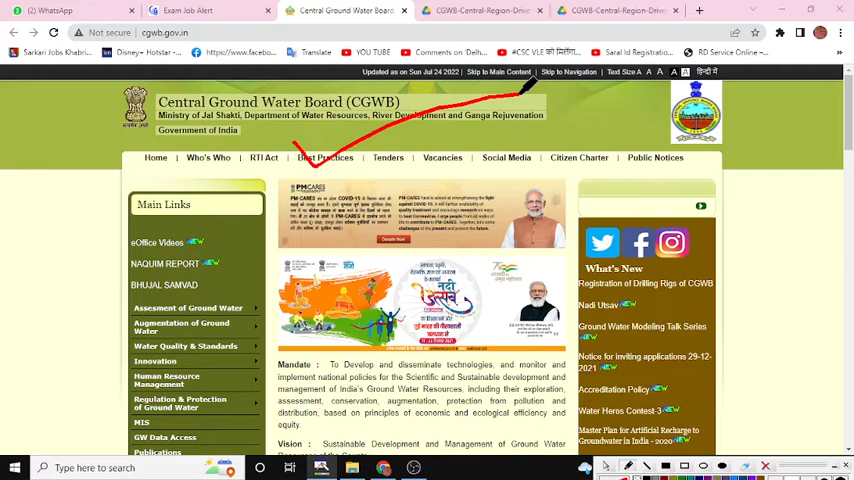 (2) WhatsApp
Exam Job Alert
Central Ground Water Board
CGWB-Central-Region-Drive
CGWB-Central-Region-Drive
Not secure | cgwb.gov.in
Sarkari Jobs Khabri...
Disney+ Hotstar -...
https://www.facebo...
Translate
YOU TUBE
Comments on 'Delh...
#CSC VLE को मिलेंगा...
Saral Id Registration...
RD Service Online -...
Updated as on Sun Jul 24 2022 | Skip to Main Content | Skip to Navigation | Text Size A A A A A हिन्दी में
Central Ground Water Board (CGWB)
Ministry of Jal Shakti, Department of Water Resources, River Development and Ganga Rejuvenation
Government of India
Home | Who's Who | RTI Act | Best Practices | Tenders | Vacancies | Social Media | Citizen Charter | Public Notices
Main Links
eOffice Videos NEW
NAQUIM REPORT NEW
BHUJAL SAMVAD
Assesment of Ground Water
Augmentation of Ground
Water
Water Quality & Standards
Innovation
Human Resource
Management
Regulation & Protection
of Ground Water
MIS
GW Data Access
Publications
PMCARES
Donate Now
नदी
उत्सव
Mandate : To Develop and disseminate technologies, and monitor and
implement national policies for the Scientific and Sustainable development and
management of India's Ground Water Resources, including their exploration,
assessment, conservation, augmentation, protection from pollution and
distribution, based on principles of economic and ecological efficiency and
equity.
Vision : Sustainable Development and Management of Ground Water
What's New
Registration of Drilling Rigs of CGWB
Nadi Utsav NEW
Ground Water Modeling Talk Series
NEW
Notice for inviting applications 29-12-
2021 NEW
Accreditation Policy NEW
Water Heros Contest-3 NEW
Master Plan for Artificial Recharge to
Groundwater in India - 2020 NEW
Type here to search